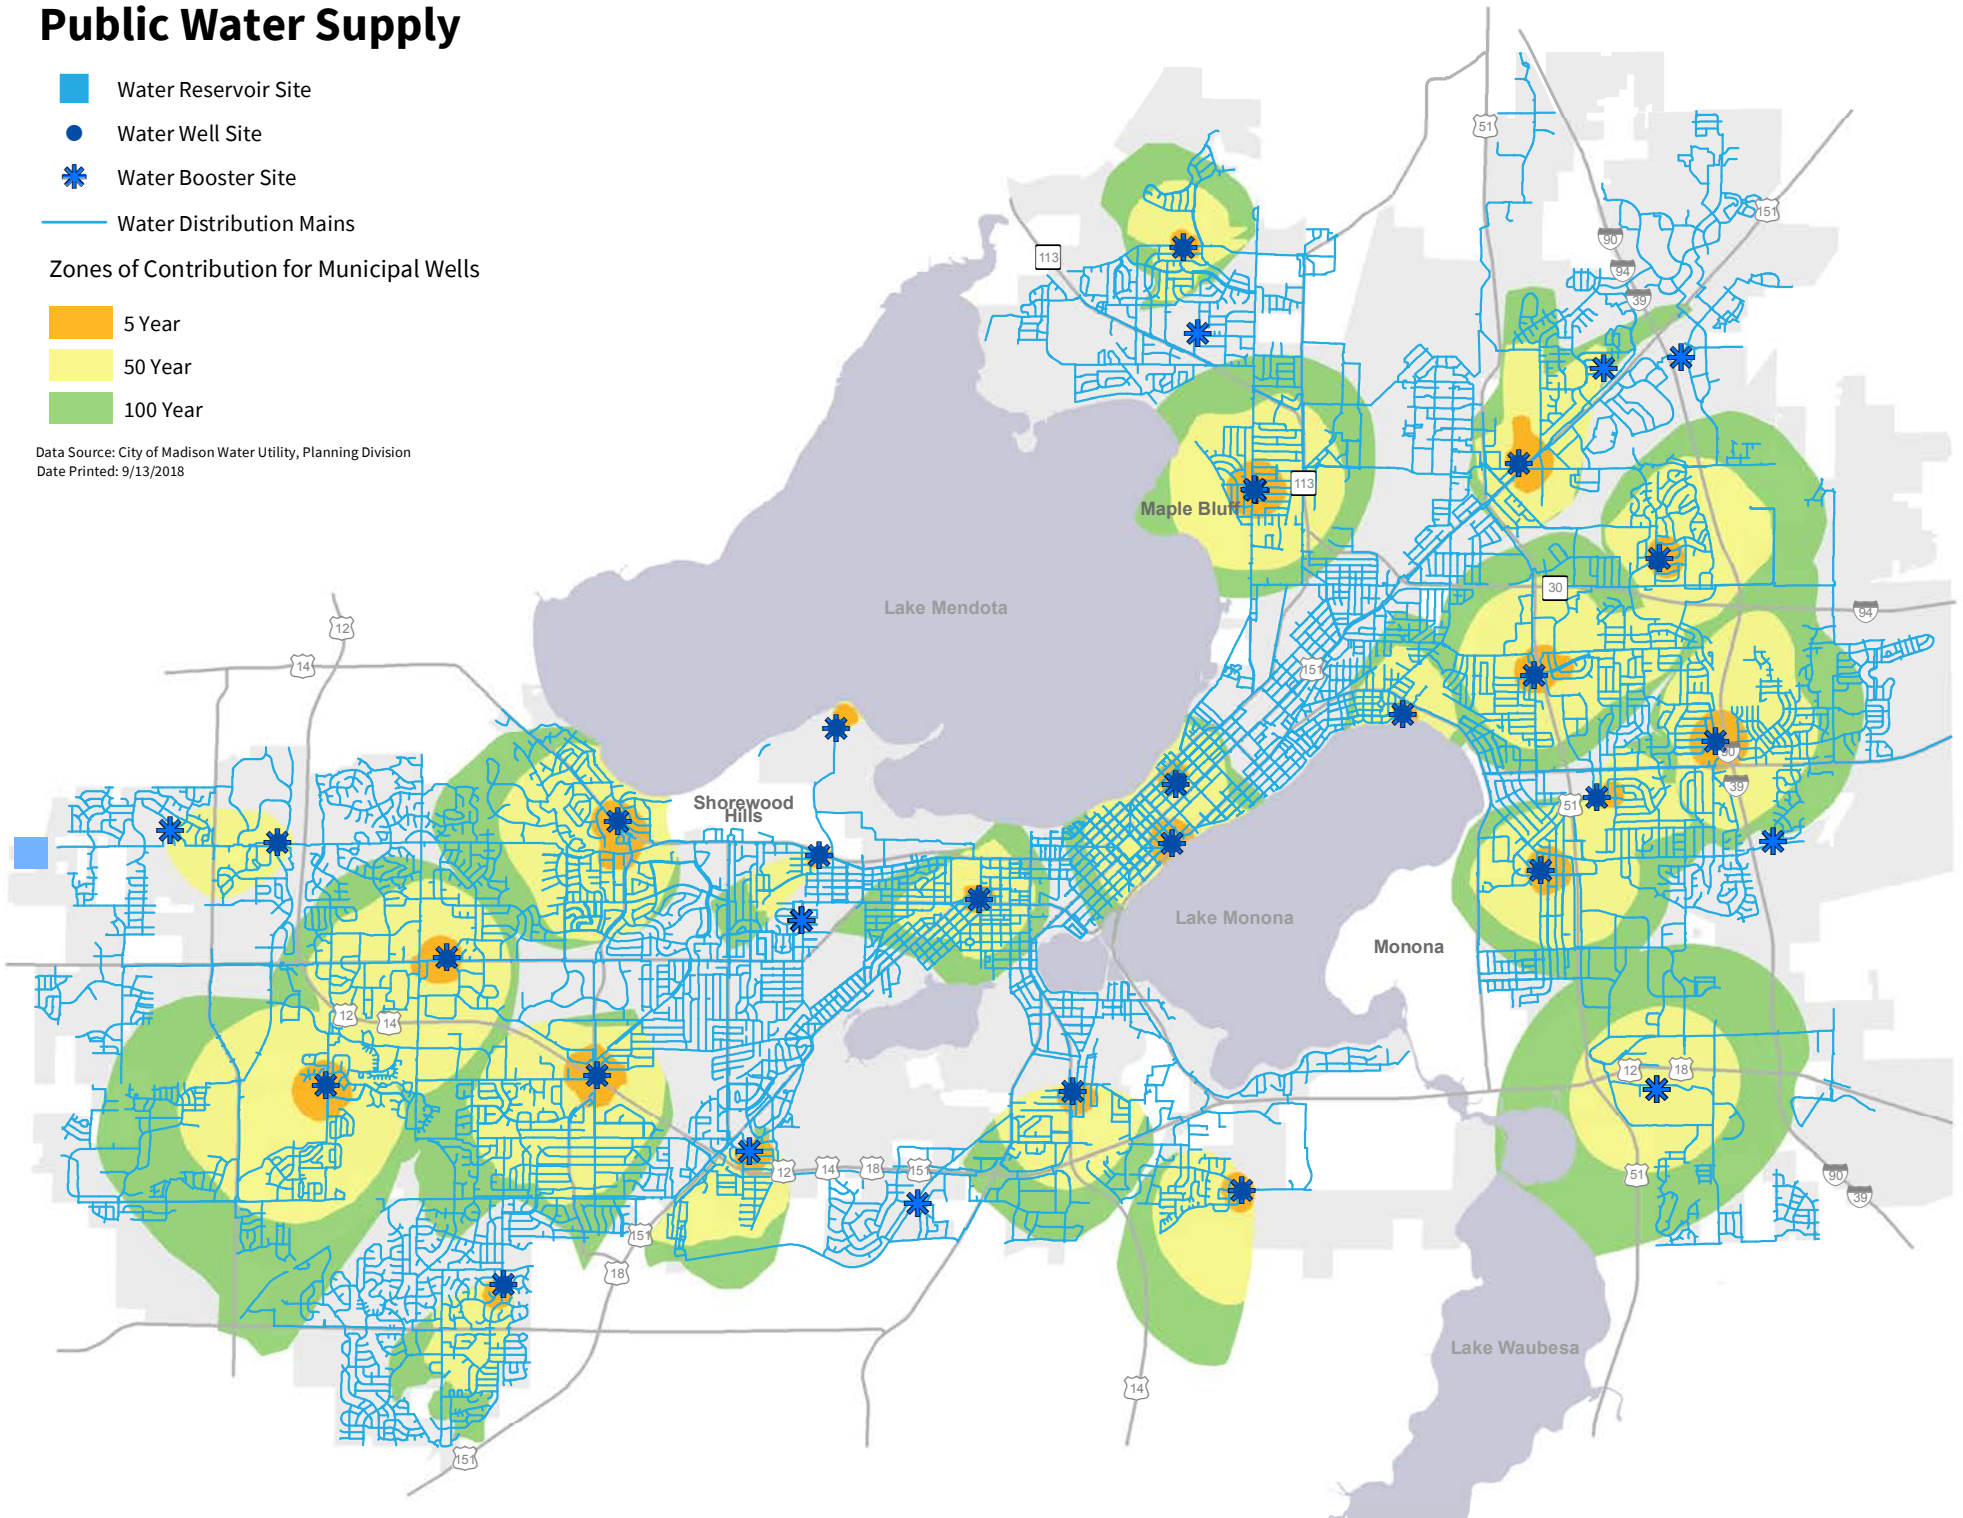 Public Water Supply
Water Reservoir Site
Water Well Site
Water Booster Site
Water Distribution Mains
Zones of Contribution for Municipal Wells
5 Year
50 Year
100 Year
Data Source: City of Madison Water Utility, Planning Division
Date Printed: 9/13/2018
51
151
90
94
39
113
113
Maple Bluff
30
Lake Mendota
94
12
14
151
Shorewood
Hills
90
39
51
Lake Monona
Monona
12
14
12
18
12
14
18
151
51
90
39
151
18
Lake Waubesa
14
151